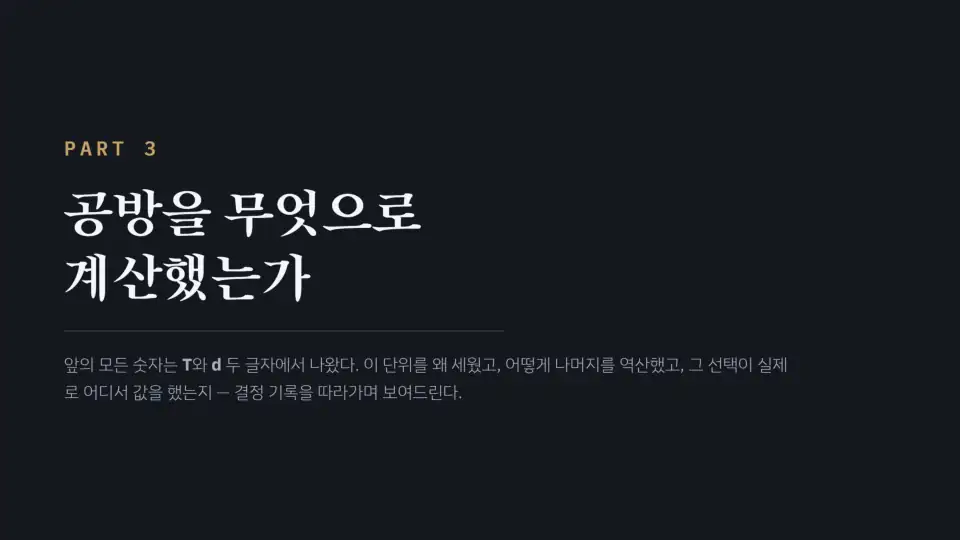 PART 3
공방을 무엇으로
계산했는가
앞의 모든 숫자는 T와 d 두 글자에서 나왔다. 이 단위를 왜 세웠고, 어떻게 나머지를 역산했고, 그 선택이 실제
로 어디서 값을 했는지 — 결정 기록을 따라가며 보여드린다.